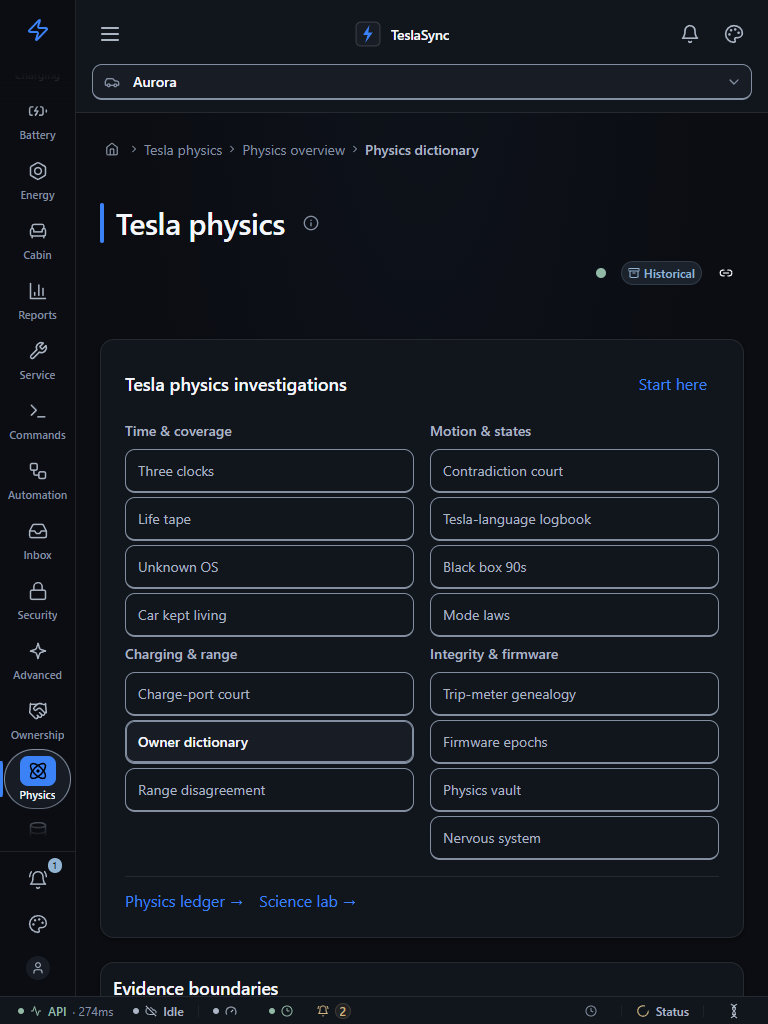 TeslaSync
Aurora
Battery
Energy
Cabin
Reports
Service
Commands
Automation
Inbox
Security
Advanced
Ownership
Physics
1
Tesla physics > Physics overview > Physics dictionary
Tesla physics
Historical
Tesla physics investigations
Start here
Time & coverage
Three clocks
Life tape
Unknown OS
Car kept living
Motion & states
Contradiction court
Tesla-language logbook
Black box 90s
Mode laws
Charging & range
Charge-port court
Owner dictionary
Range disagreement
Integrity & firmware
Trip-meter genealogy
Firmware epochs
Physics vault
Nervous system
Physics ledger → Science lab →
Evidence boundaries
API · 274ms Idle 2 Status